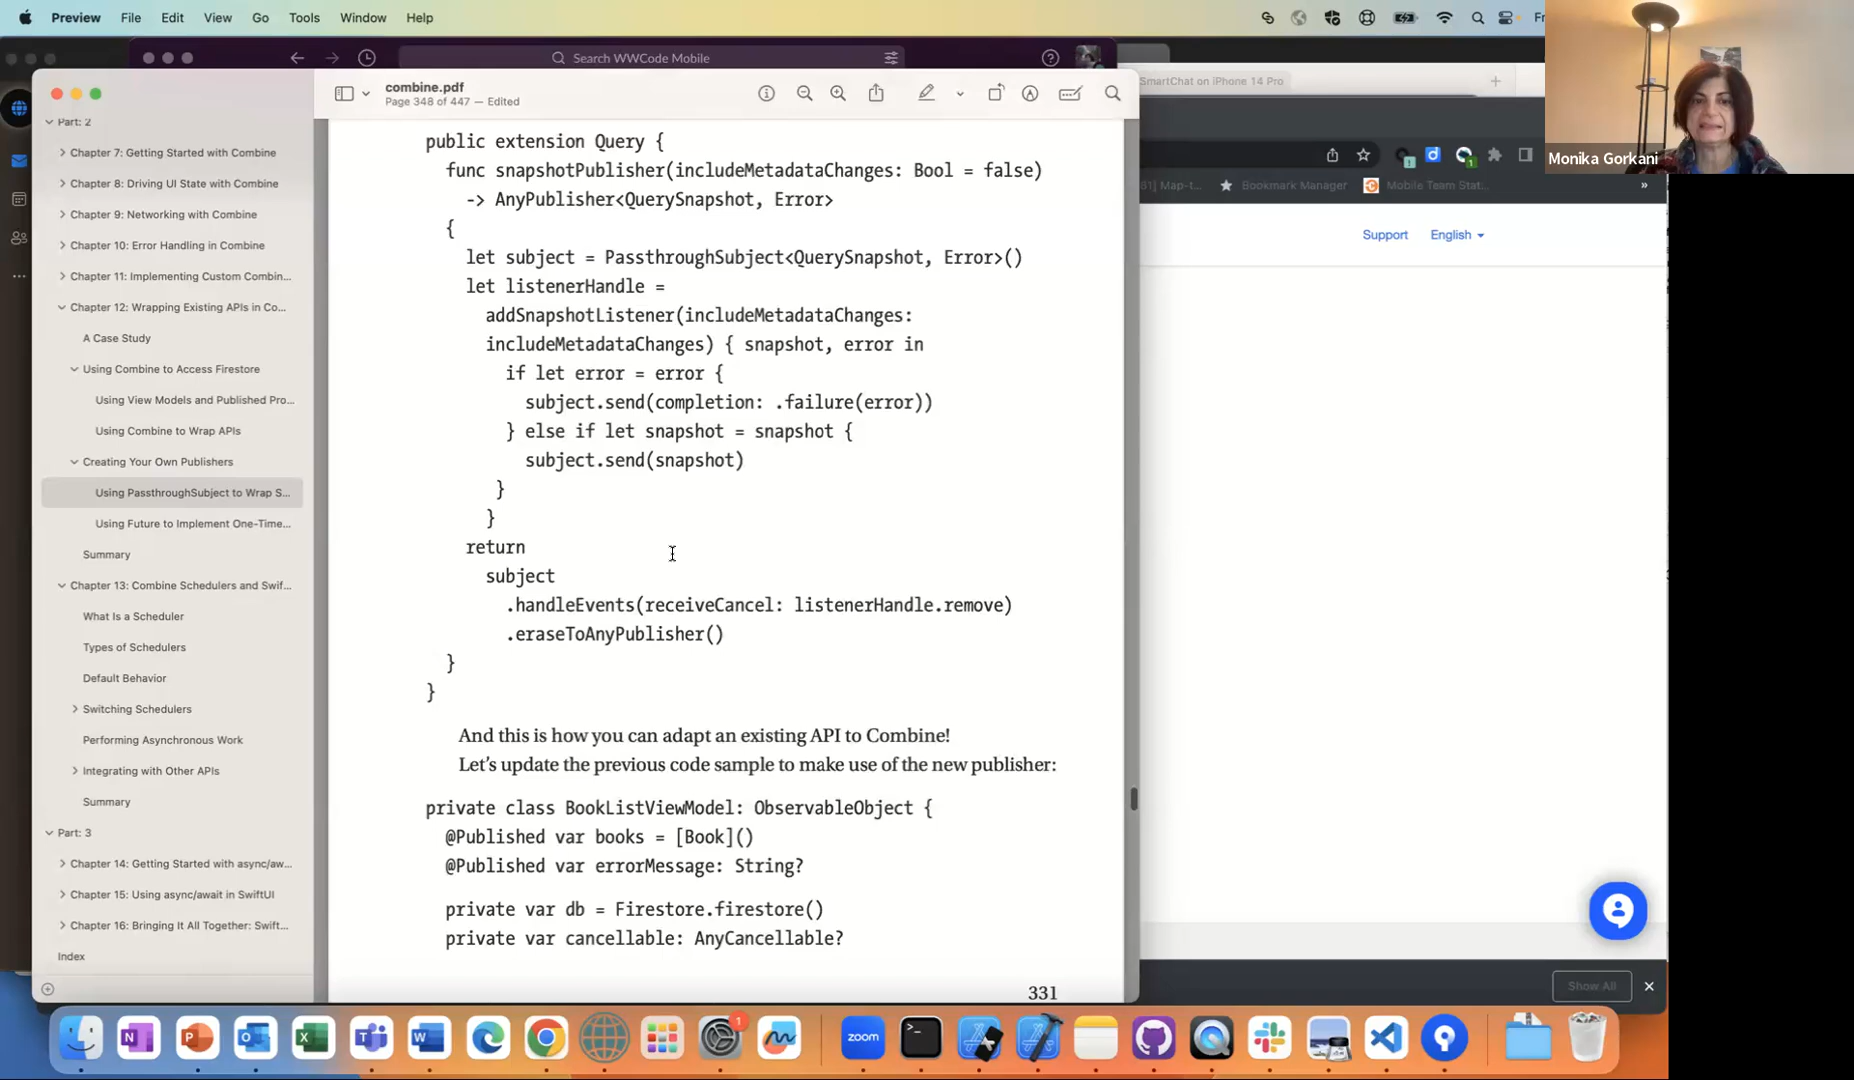 Preview File Edit View Go Tools Window Help
Search WWCode Mobile
SmartChat on iPhone 14 Pro
combine.pdf
Page 348 of 447 — Edited
Part: 2
Chapter 7: Getting Started with Combine
Chapter 8: Driving UI State with Combine
Chapter 9: Networking with Combine
Chapter 10: Error Handling in Combine
Chapter 11: Implementing Custom Combin...
Chapter 12: Wrapping Existing APIs in Co...
A Case Study
Using Combine to Access Firestore
Using View Models and Published Pro...
Using Combine to Wrap APIs
Creating Your Own Publishers
Using PassthroughSubject to Wrap S...
Using Future to Implement One-Time...
Summary
Chapter 13: Combine Schedulers and Swif...
What Is a Scheduler
Types of Schedulers
Default Behavior
Switching Schedulers
Performing Asynchronous Work
Integrating with Other APIs
Summary
Part: 3
Chapter 14: Getting Started with async/aw...
Chapter 15: Using async/await in SwiftUI
Chapter 16: Bringing It All Together: Swift...
Index
public extension Query {
func snapshotPublisher(includeMetadataChanges: Bool = false)
-> AnyPublisher<QuerySnapshot, Error>
{
let subject = PassthroughSubject<QuerySnapshot, Error>()
let listenerHandle =
addSnapshotListener(includeMetadataChanges:
includeMetadataChanges) { snapshot, error in
if let error = error {
subject.send(completion: .failure(error))
} else if let snapshot = snapshot {
subject.send(snapshot)
}
}
return
subject
.handleEvents(receiveCancel: listenerHandle.remove)
.eraseToAnyPublisher()
}
}
And this is how you can adapt an existing API to Combine!
Let's update the previous code sample to make use of the new publisher:
private class BookListViewModel: ObservableObject {
@Published var books = [Book]()
@Published var errorMessage: String?
private var db = Firestore.firestore()
private var cancellable: AnyCancellable?
331
Monika Gorkani
Bookmark Manager
Mobile Team Stat...
Support English
Show All
zoom
1